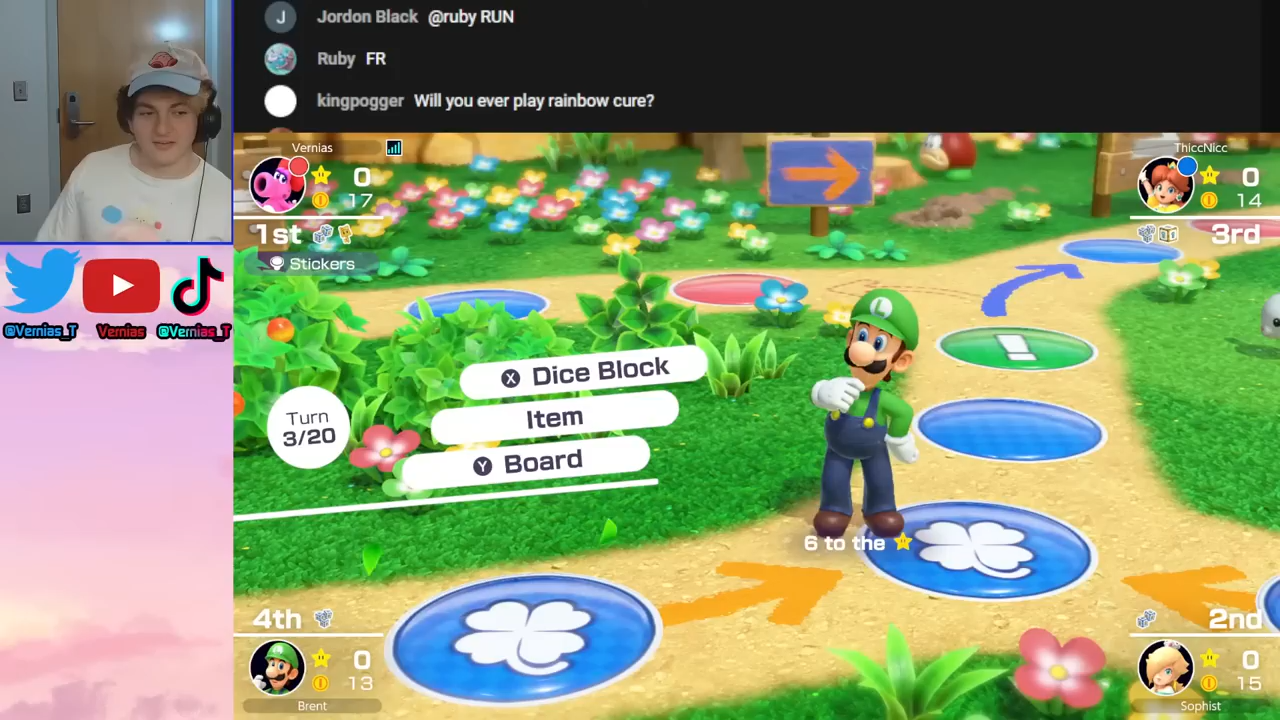 J Jordon Black @ruby RUN
Ruby FR
kingpogger Will you ever play rainbow cure?
Vernias
0
17
1st
Stickers
ThiccNicc
0
14
3rd
@Vernias_T Vernias @Vernias_T
Turn
3/20
X Dice Block
Item
Y Board
6 to the
4th
0
13
Brent
2nd
0
15
Sophist